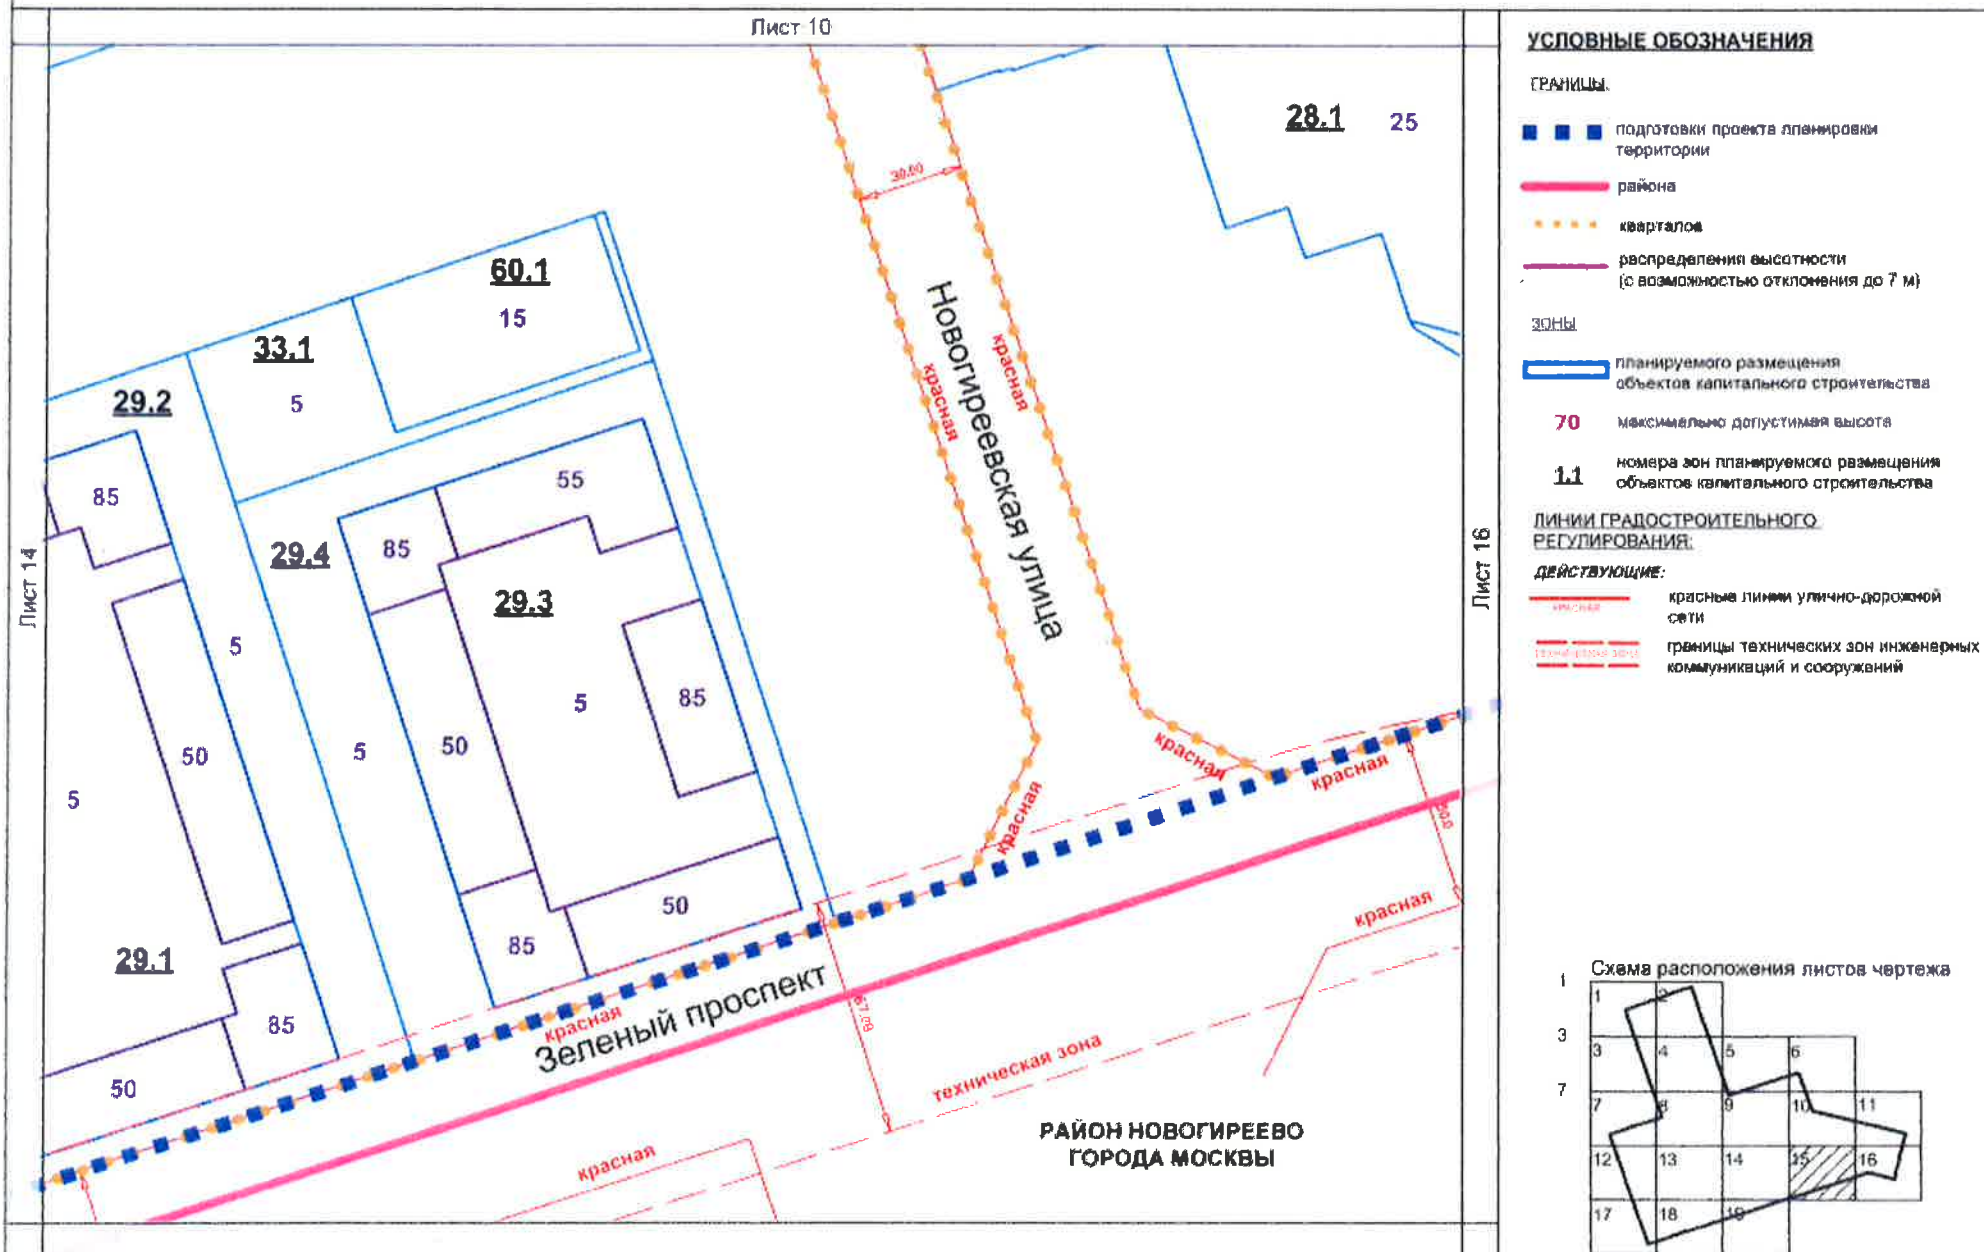 Лист 10
28.1
25
30.00
60.1
15
33.1
5
29.2
Новогиреевская улица
красная
красная
85
55
85
29.4
29.3
Лист 14
Лист 16
5
5
5
85
50
50
5
красная
красная
красная
50
красная
29.1
85
85
50
красная
Зеленый проспект
техническая зона
красная
РАЙОН НОВОГИРЕЕВО
ГОРОДА МОСКВЫ
УСЛОВНЫЕ ОБОЗНАЧЕНИЯ
ГРАНИЦЫ:
подготовки проекта планировки
территории
района
кварталов
распределения высотности
(с возможностью отклонения до 7 м)
ЗОНЫ
планируемого размещения
объектов капитального строительства
70
максимально допустимая высота
1.1
номера зон планируемого размещения
объектов капитального строительства
ЛИНИИ ГРАДОСТРОИТЕЛЬНОГО
РЕГУЛИРОВАНИЯ:
ДЕЙСТВУЮЩИЕ:
красные линии улично-дорожной
сети
границы технических зон инженерных
коммуникаций и сооружений
Схема расположения листов чертежа
1
1
2
3
3
4
5
6
7
7
8
9
10
11
12
13
14
15
16
17
18
19